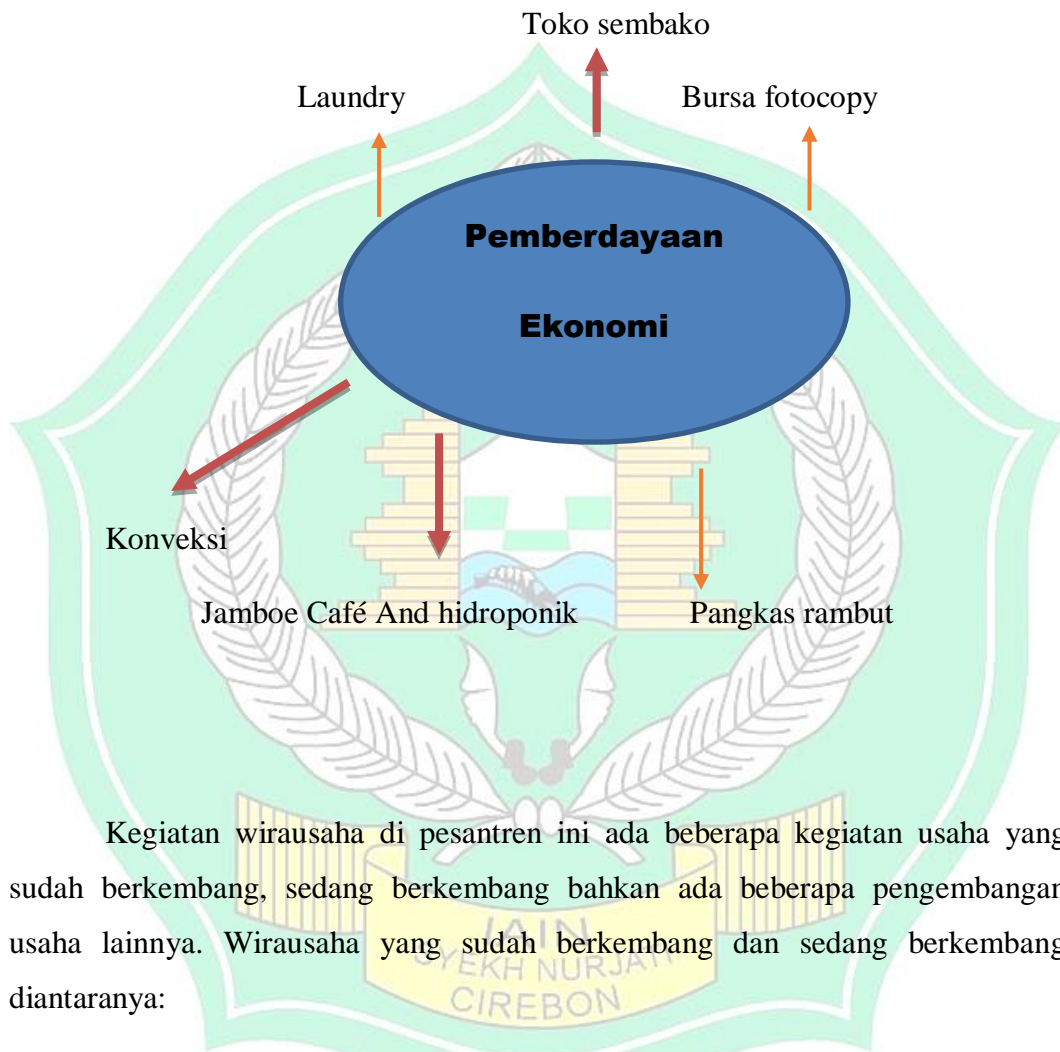 Toko sembako
Laundry
Bursa fotocopy
Pemberdayaan
Ekonomi
Konveksi
Jamboe Café And hidroponik
Pangkas rambut
Kegiatan wirausaha di pesantren ini ada beberapa kegiatan usaha yang
sudah berkembang, sedang berkembang bahkan ada beberapa pengembangan
usaha lainnya. Wirausaha yang sudah berkembang dan sedang berkembang
diantaranya:
IAIN
SYEKH NURJATI
CIREBON